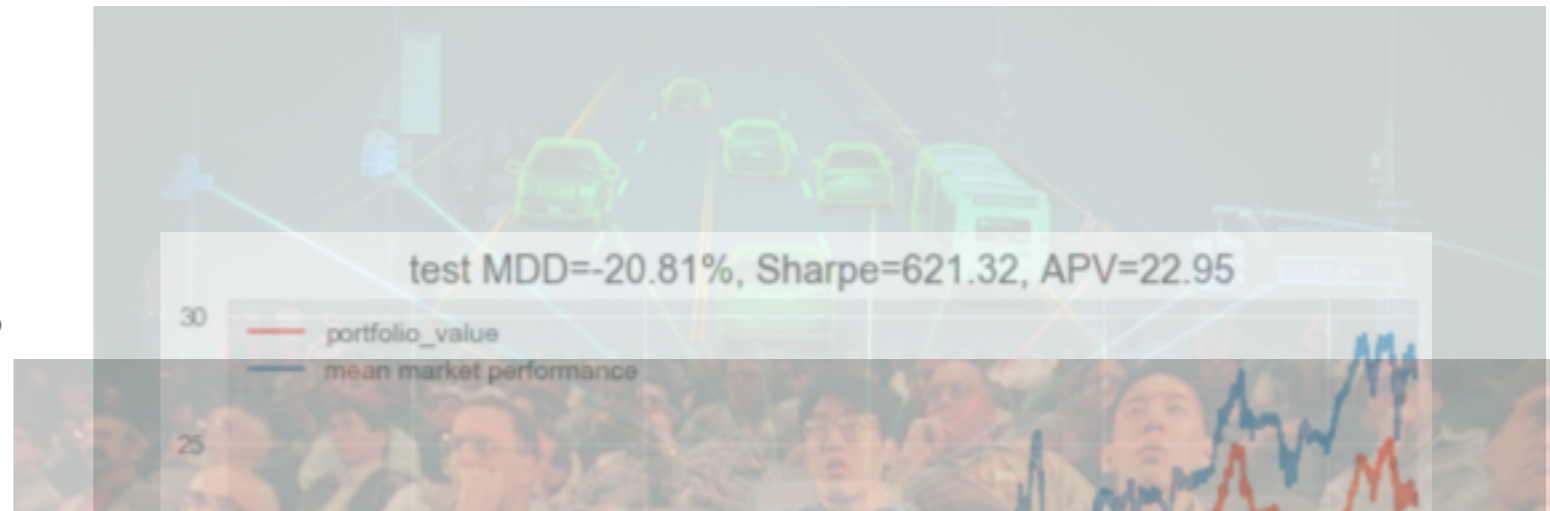 test MDD=-20.81%, Sharpe=621.32, APV=22.95
30
portfolio_value
mean market performance
25